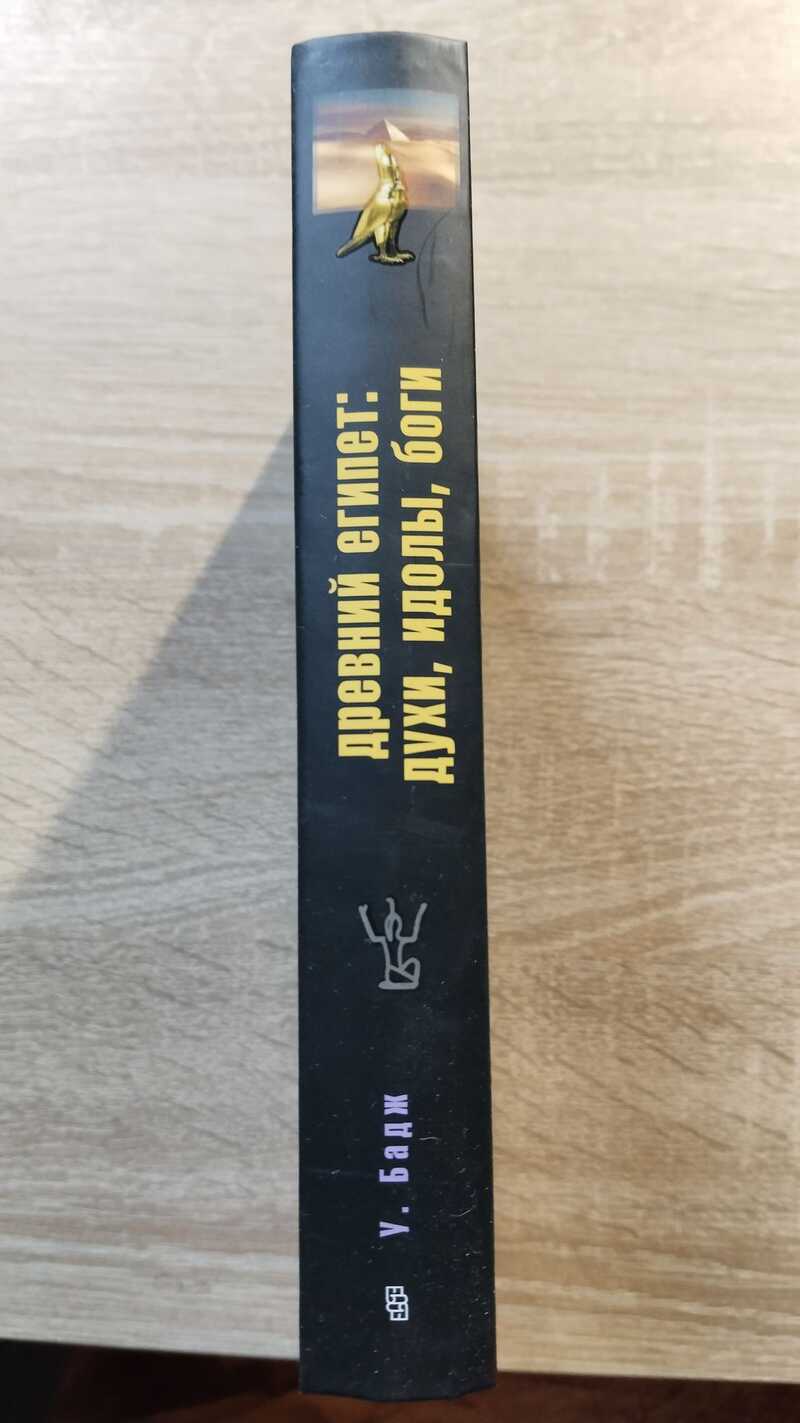 У. Бадж
древний египет:
духи, идолы, боги